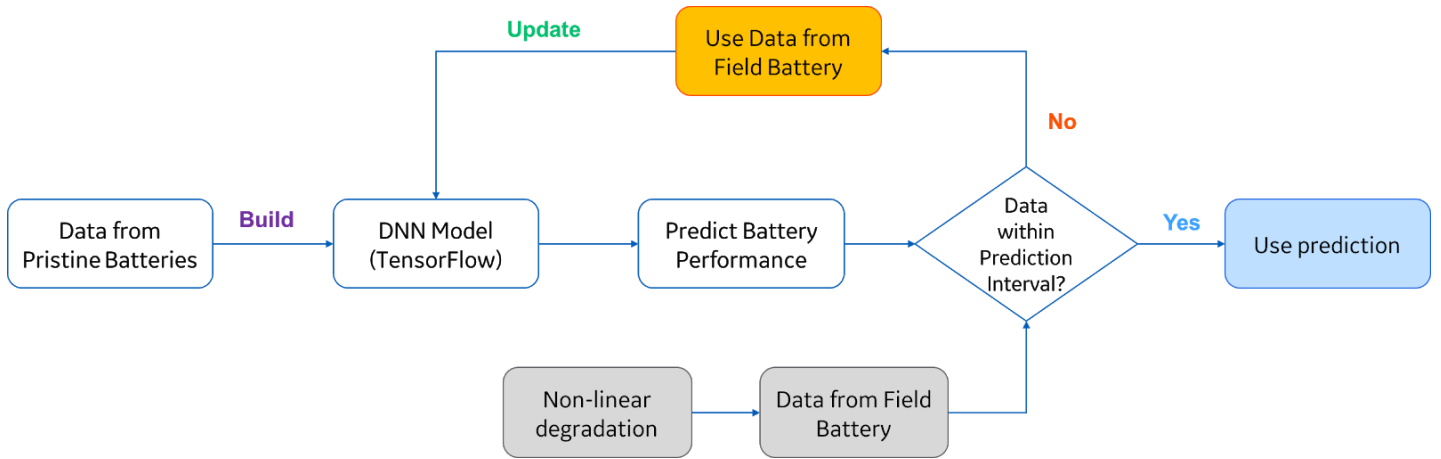 Update
Use Data from
Field Battery
No
Data from
Pristine Batteries
Build
DNN Model
(TensorFlow)
Predict Battery
Performance
Data
within
Prediction
Interval?
Yes
Use prediction
Non-linear
degradation
Data from Field
Battery